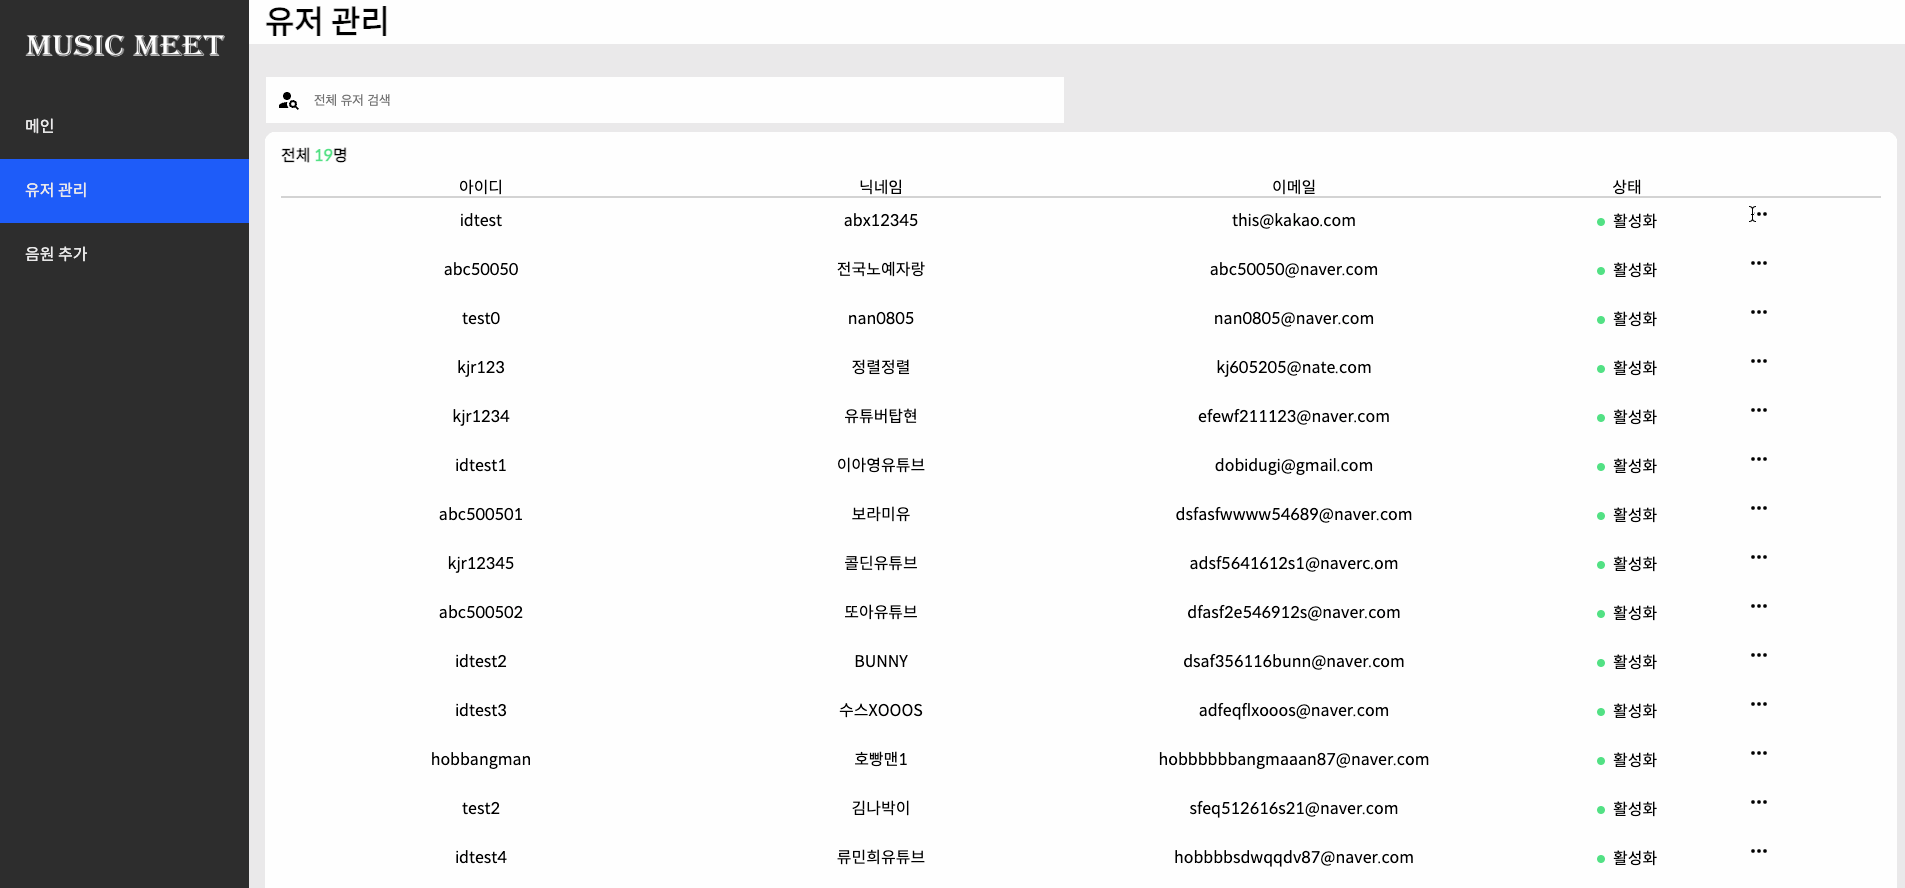 유저 관리
MUSIC MEET
메인
유저 관리
음원 추가
전체 유저 검색
전체 19명
아이디 닉네임 이메일 상태
idtest abx12345 this@kakao.com 활성화
abc50050 전국노예자랑 abc50050@naver.com 활성화
test0 nan0805 nan0805@naver.com 활성화
kjr123 정렬정렬 kj605205@nate.com 활성화
kjr1234 유튜버탑현 efewf211123@naver.com 활성화
idtest1 이아영유튜브 dobidugi@gmail.com 활성화
abc500501 보라미유 dsfasfwwww54689@naver.com 활성화
kjr12345 콜딘유튜브 adsf5641612s1@naverc.om 활성화
abc500502 또아유튜브 dfasf2e546912s@naver.com 활성화
idtest2 BUNNY dsaf356116bunn@naver.com 활성화
idtest3 수스XOOOS adfeqflxooos@naver.com 활성화
hobbangman 호빵맨1 hobbbbbbangmaaan87@naver.com 활성화
test2 김나박이 sfeq512616s21@naver.com 활성화
idtest4 류민희유튜브 hobbbbsdwqqdv87@naver.com 활성화